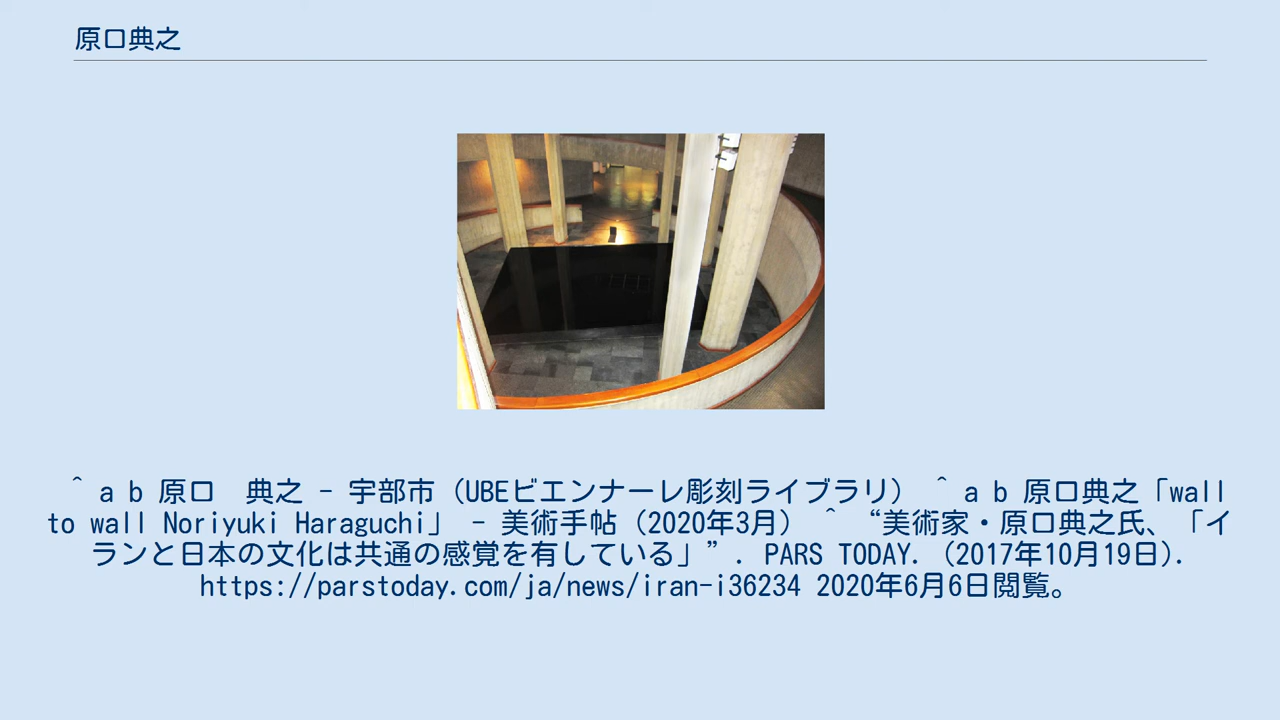 原口典之
^ a b 原口　典之 - 宇部市（UBEビエンナーレ彫刻ライブラリ） ^ a b 原口典之「wall
to wall Noriyuki Haraguchi」 - 美術手帖（2020年3月） ^ “美術家・原口典之氏、「イ
ランと日本の文化は共通の感覚を有している」”. PARS TODAY. (2017年10月19日).
https://parstoday.com/ja/news/iran-i36234 2020年6月6日閲覧。